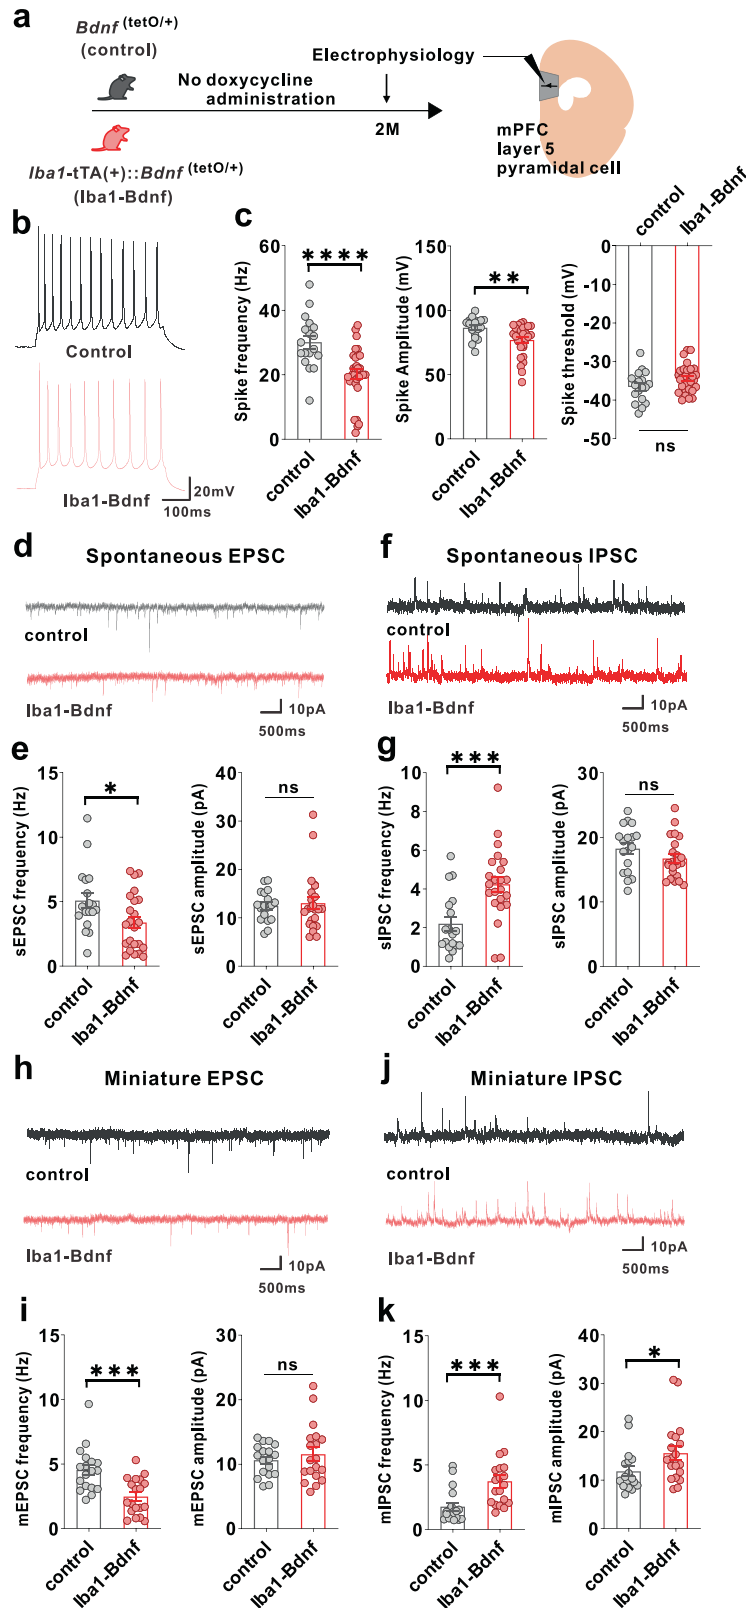 a
Bdnf (tetO/+)
(control)
No doxycycline
administration
Electrophysiology
2M
mPFC
layer 5
pyramidal cell
Iba1-tTA(+)::Bdnf (tetO/+)
(Iba1-Bdnf)
b
Control
Iba1-Bdnf
20mV
100ms
c
Spike frequency (Hz)
60
40
20
0
****
control
Iba1-Bdnf
Spike Amplitude (mV)
150
100
50
0
**
control
Iba1-Bdnf
control
Iba1-Bdnf
Spike threshold (mV)
0
-10
-20
-30
-40
-50
ns
d
Spontaneous EPSC
control
Iba1-Bdnf
10pA
500ms
f
Spontaneous IPSC
control
Iba1-Bdnf
10pA
500ms
e
sEPSC frequency (Hz)
15
10
5
0
*
control
Iba1-Bdnf
sEPSC amplitude (pA)
40
30
20
10
0
ns
control
Iba1-Bdnf
g
sIPSC frequency (Hz)
10
8
6
4
2
0
***
control
Iba1-Bdnf
sIPSC amplitude (pA)
30
20
10
0
ns
control
Iba1-Bdnf
h
Miniature EPSC
control
Iba1-Bdnf
10pA
500ms
j
Miniature IPSC
control
Iba1-Bdnf
10pA
500ms
i
mEPSC frequency (Hz)
15
10
5
0
***
control
Iba1-Bdnf
mEPSC amplitude (pA)
30
20
10
0
ns
control
Iba1-Bdnf
k
mIPSC frequency (Hz)
15
10
5
0
***
control
Iba1-Bdnf
mIPSC amplitude (pA)
40
30
20
10
0
*
control
Iba1-Bdnf